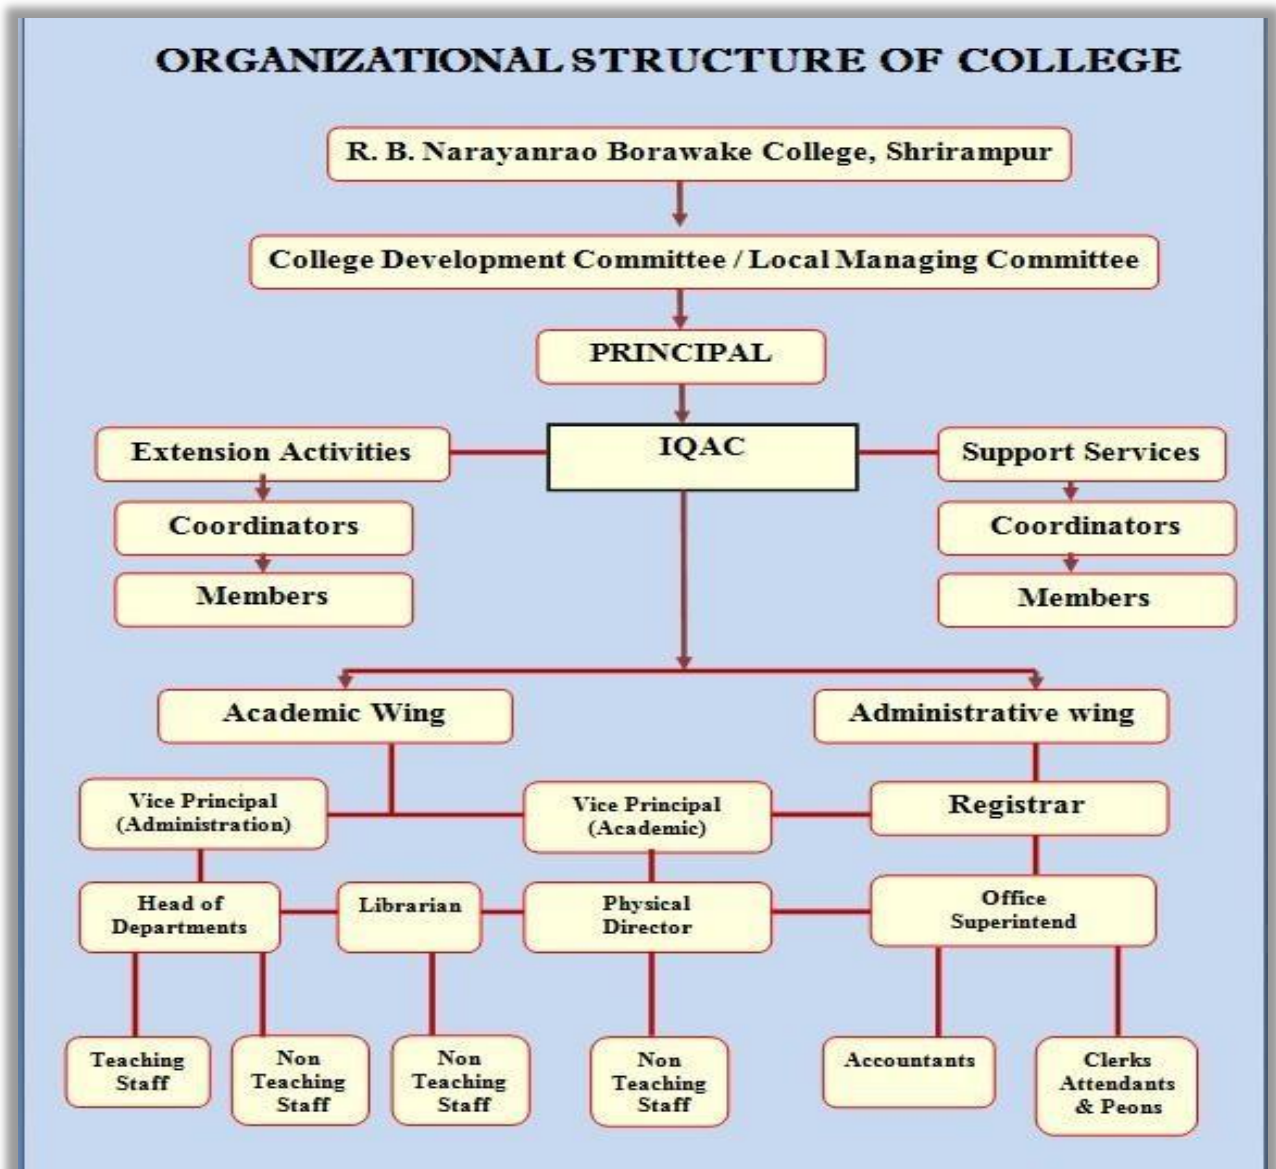 ORGANIZATIONAL STRUCTURE OF COLLEGE
R. B. Narayanrao Borawake College, Shrirampur
College Development Committee / Local Managing Committee
PRINCIPAL
Extension Activities
IQAC
Support Services
Coordinators
Coordinators
Members
Members
Academic Wing
Administrative wing
Vice Principal
(Administration)
Vice Principal
(Academic)
Registrar
Head of
Departments
Librarian
Physical
Director
Office
Superintend
Teaching
Staff
Non
Teaching
Staff
Non
Teaching
Staff
Non
Teaching
Staff
Accountants
Clerks
Attendants
& Peons